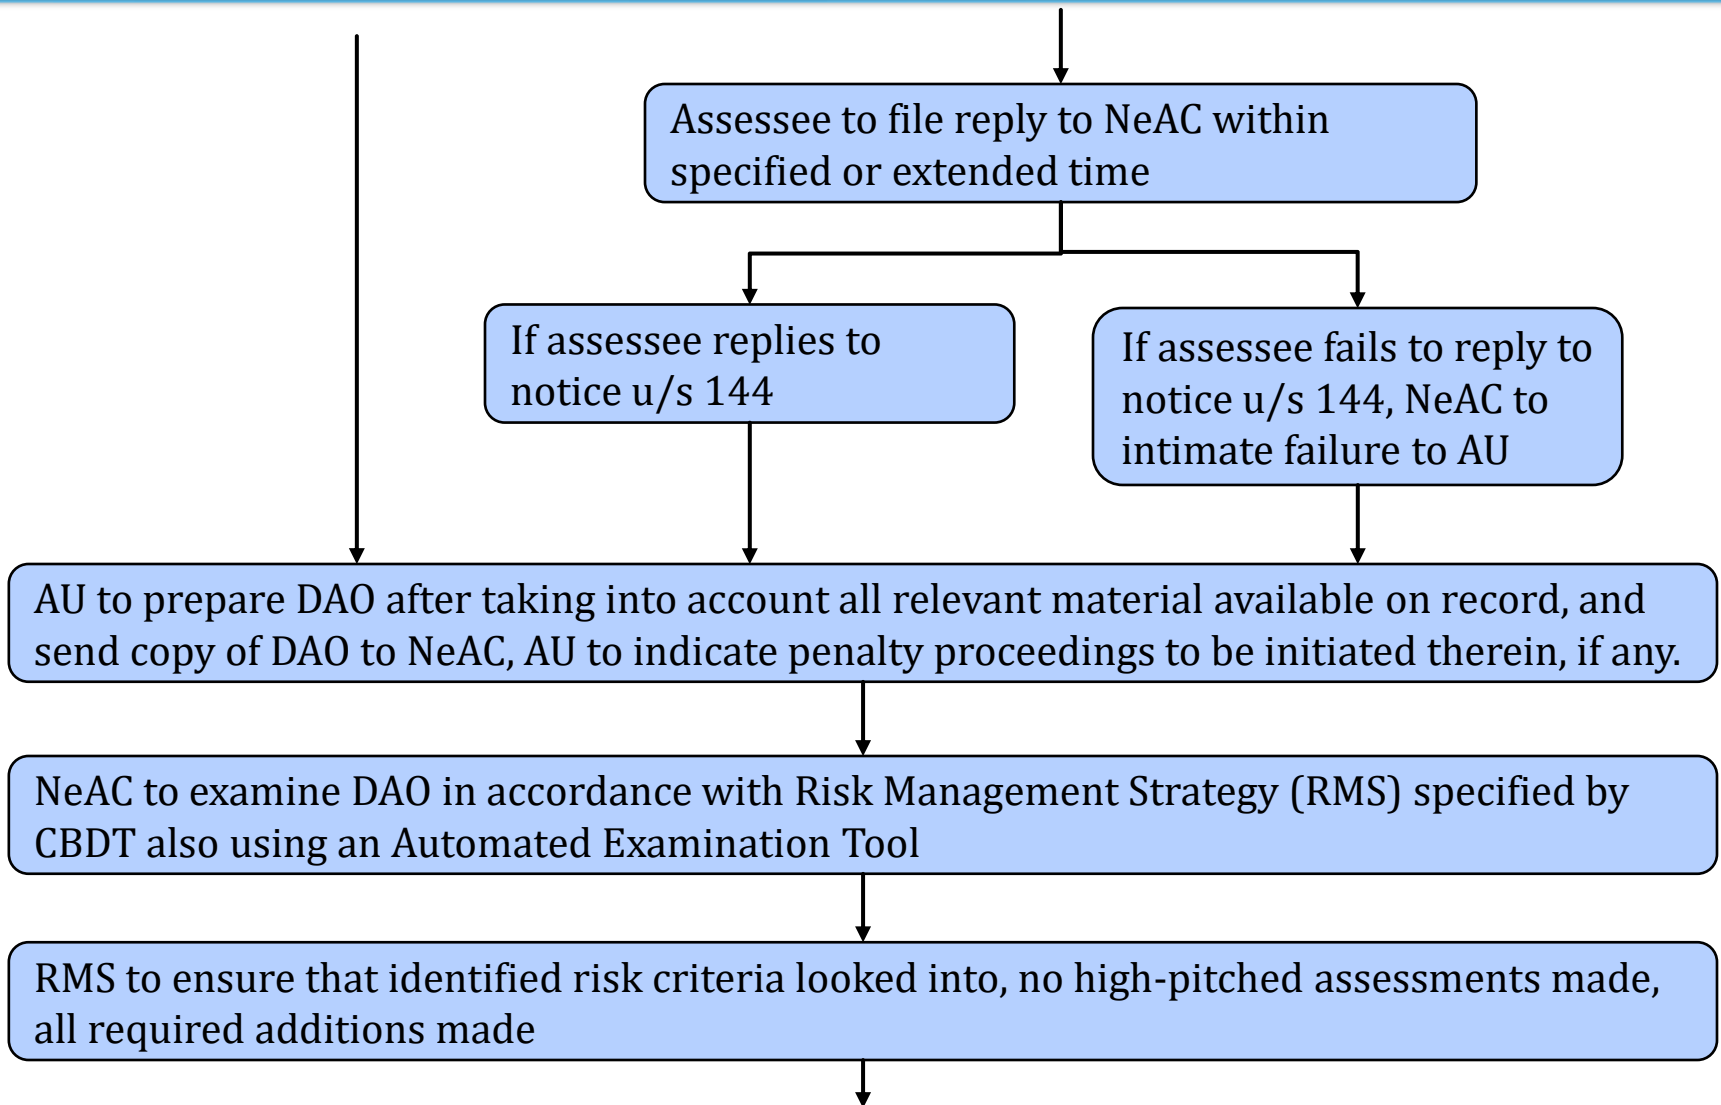 Assessee to file reply to NeAC within
specified or extended time
If assessee replies to
notice u/s 144
If assessee fails to reply to
notice u/s 144, NeAC to
intimate failure to AU
AU to prepare DAO after taking into account all relevant material available on record, and
send copy of DAO to NeAC, AU to indicate penalty proceedings to be initiated therein, if any.
NeAC to examine DAO in accordance with Risk Management Strategy (RMS) specified by
CBDT also using an Automated Examination Tool
RMS to ensure that identified risk criteria looked into, no high-pitched assessments made,
all required additions made